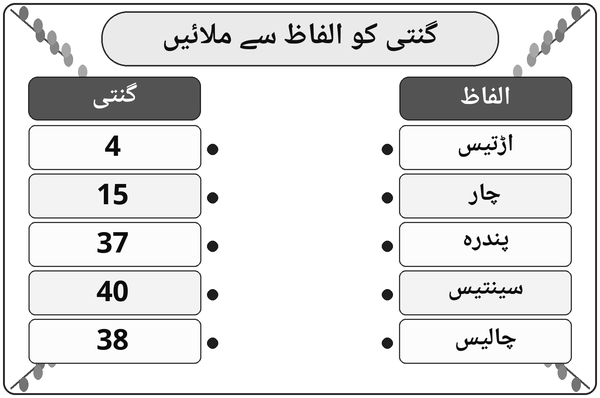 گنتی کو الفاظ سے ملائیں
الفاظ گنتی
اڑتیس 4
چار 15
پندرہ 37
سینتیس 40
چالیس 38